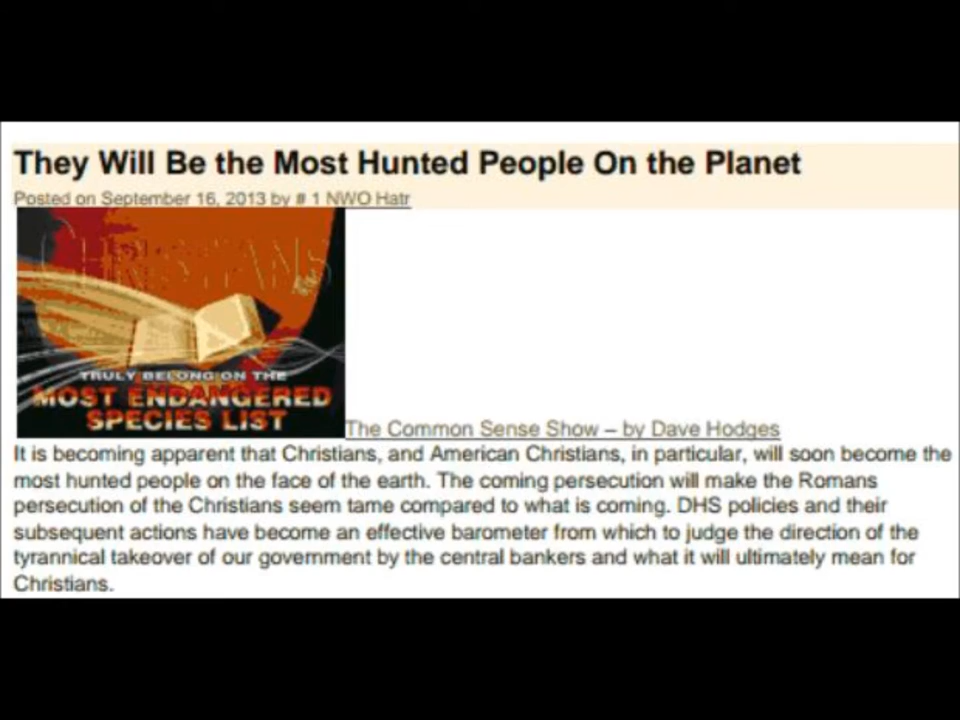 They Will Be the Most Hunted People On the Planet
Posted on September 16, 2013 by # 1 NWO Hatr
CHRISTIANS
TRULY BELONG ON THE
MOST ENDANGERED
SPECIES LIST
The Common Sense Show – by Dave Hodges
It is becoming apparent that Christians, and American Christians, in particular, will soon become the
most hunted people on the face of the earth. The coming persecution will make the Romans
persecution of the Christians seem tame compared to what is coming. DHS policies and their
subsequent actions have become an effective barometer from which to judge the direction of the
tyrannical takeover of our government by the central bankers and what it will ultimately mean for
Christians.